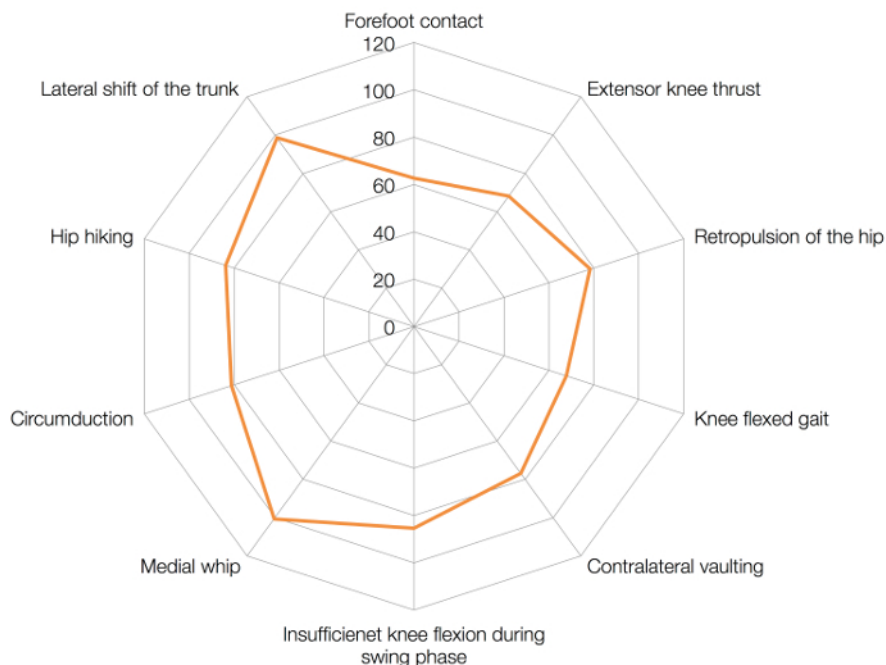 Forefoot contact
120
100
80
60
40
20
0
Extensor knee thrust
Retropulsion of the hip
Knee flexed gait
Contralateral vaulting
Insufficienet knee flexion during
swing phase
Medial whip
Circumduction
Hip hiking
Lateral shift of the trunk